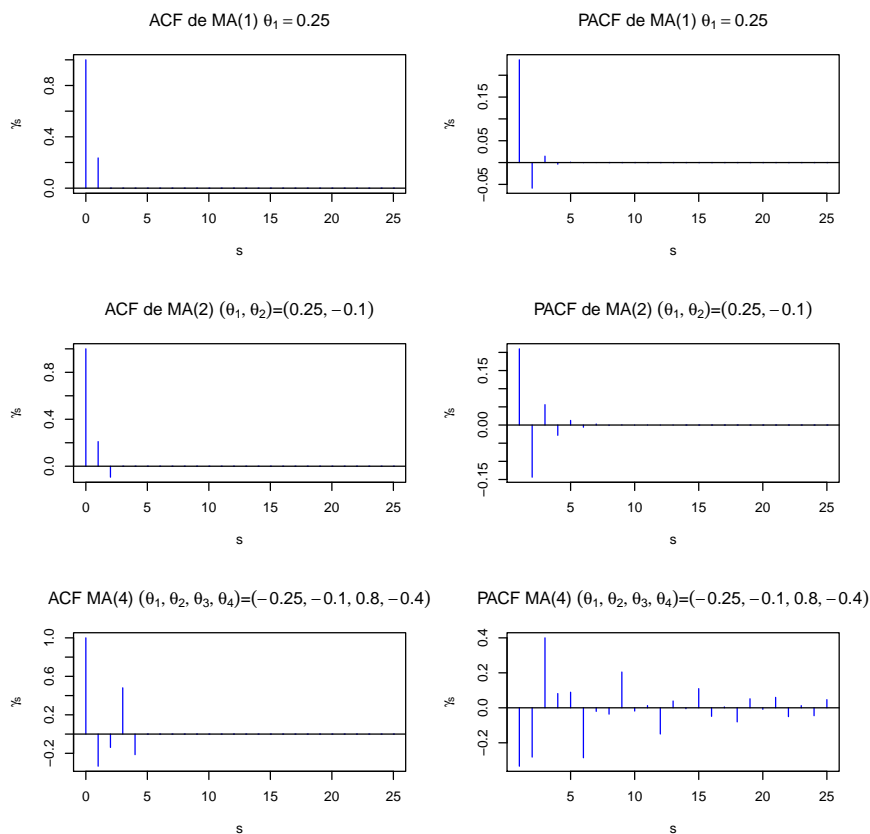 ACF de MA(1) θ₁ = 0.25
γₛ
0.0 0.4 0.8
0 5 10 15 20 25
s
PACF de MA(1) θ₁ = 0.25
γₛ
−0.05 0.05 0.15
5 10 15 20 25
s
ACF de MA(2) (θ₁, θ₂)=(0.25, −0.1)
γₛ
0.0 0.4 0.8
0 5 10 15 20 25
s
PACF de MA(2) (θ₁, θ₂)=(0.25, −0.1)
γₛ
−0.15 0.00 0.15
5 10 15 20 25
s
ACF MA(4) (θ₁, θ₂, θ₃, θ₄)=(−0.25, −0.1, 0.8, −0.4)
γₛ
−0.2 0.2 0.6 1.0
0 5 10 15 20 25
s
PACF MA(4) (θ₁, θ₂, θ₃, θ₄)=(−0.25, −0.1, 0.8, −0.4)
γₛ
−0.2 0.0 0.2 0.4
5 10 15 20 25
s